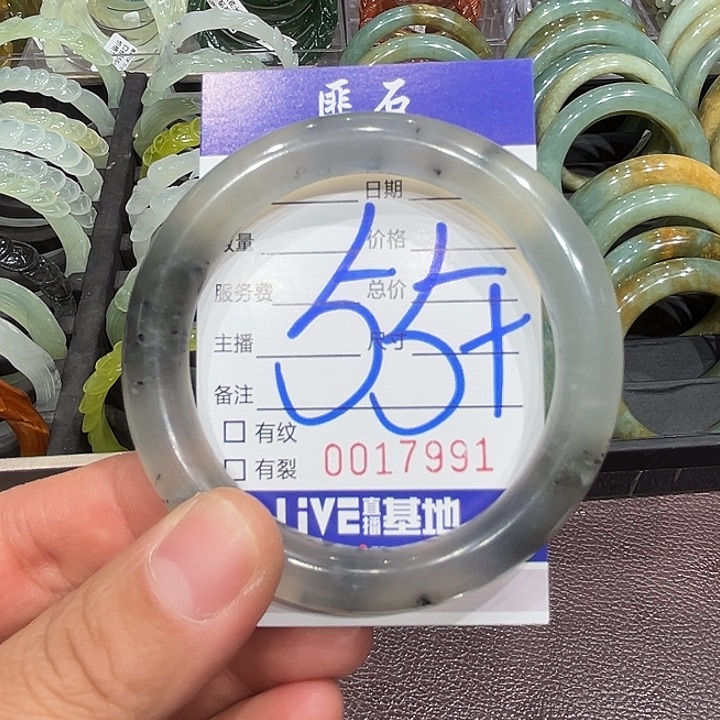 匪石
日期
数量 价格
服务费 总价
主播 尺寸
55+
备注
有纹
有裂 0017991
LIVE直播基地